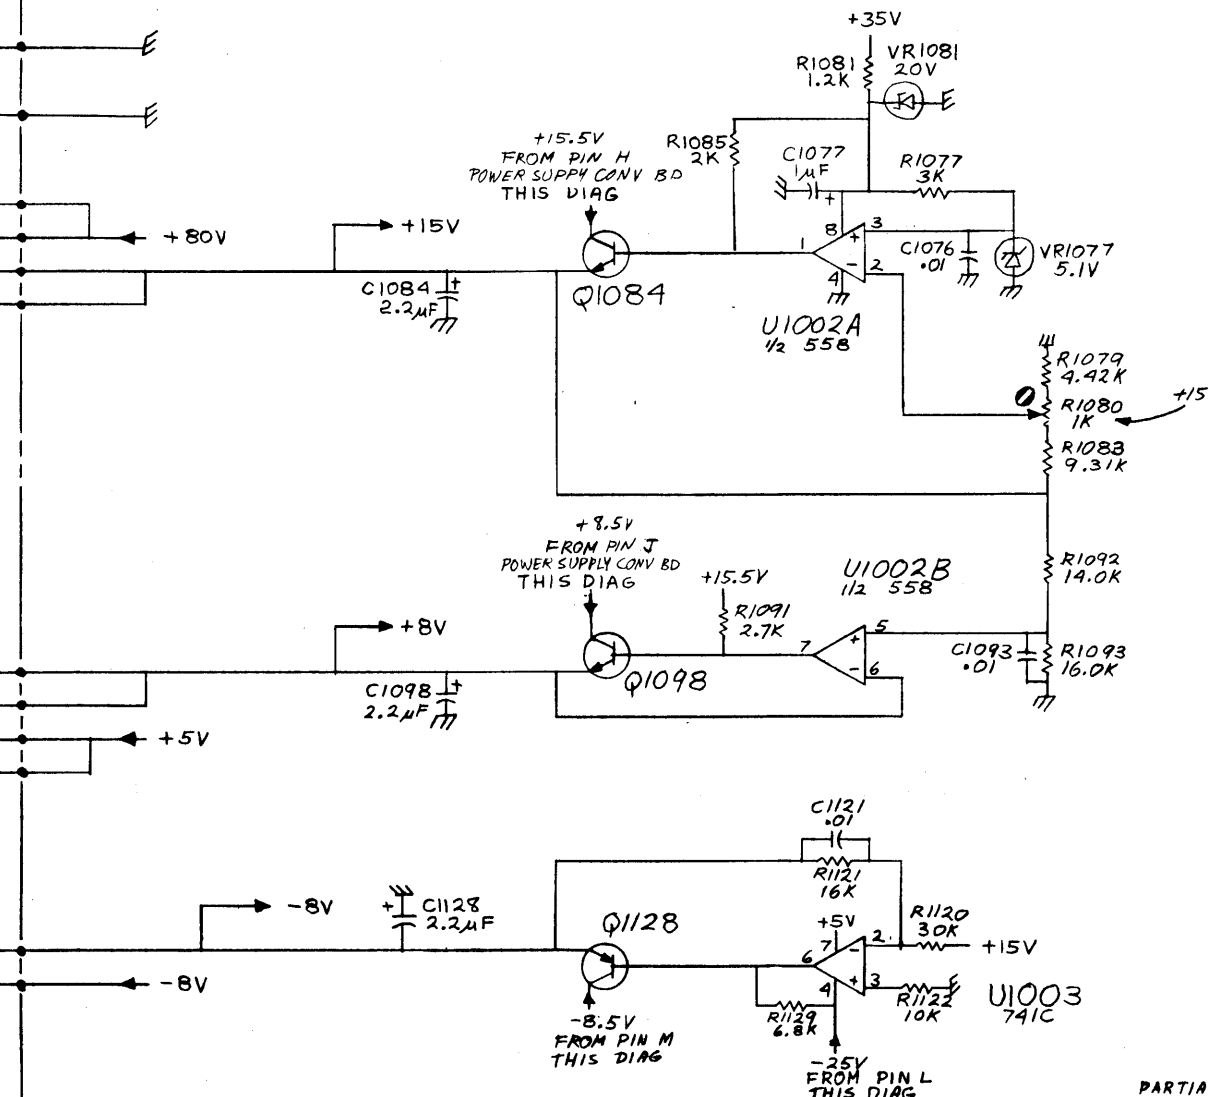 +35V
R1081
1.2K
VR1081
20V
+15.5V
FROM PIN H
POWER SUPPY CONV BD
THIS DIAG
R1085
2K
C1077
1µF
+
R1077
3K
+80V
+15V
8
3
1
+
-
2
4
C1076
.01
VR1077
5.1V
C1084
+
2.2µF
Q1084
U1002A
1/2 558
R1079
4.42K
R1080
1K
+15
R1083
9.31K
+8.5V
FROM PIN J
POWER SUPPLY CONV BD
THIS DIAG
+15.5V
U1002B
1/2 558
R1092
14.0K
+8V
R1091
2.7K
5
7
+
-
6
C1093
.01
R1093
16.0K
C1098
+
2.2µF
Q1098
+5V
C1121
.01
R1121
16K
-8V
+
C1128
2.2µF
Q1128
+5V
7
2
-
R1120
30K
+15V
6
+
3
4
-8V
R1122
10K
U1003
741C
R1129
6.8K
-8.5V
FROM PIN M
THIS DIAG
-25V
FROM PIN L
THIS DIAG
PARTIA